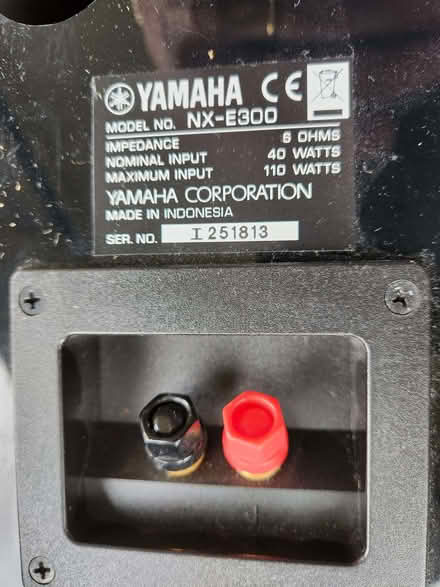 YAMAHA CE
MODEL NO. NX-E300
IMPEDANCE 6 OHMS
NOMINAL INPUT 40 WATTS
MAXIMUM INPUT 110 WATTS
YAMAHA CORPORATION
MADE IN INDONESIA
SER. NO. I 251813